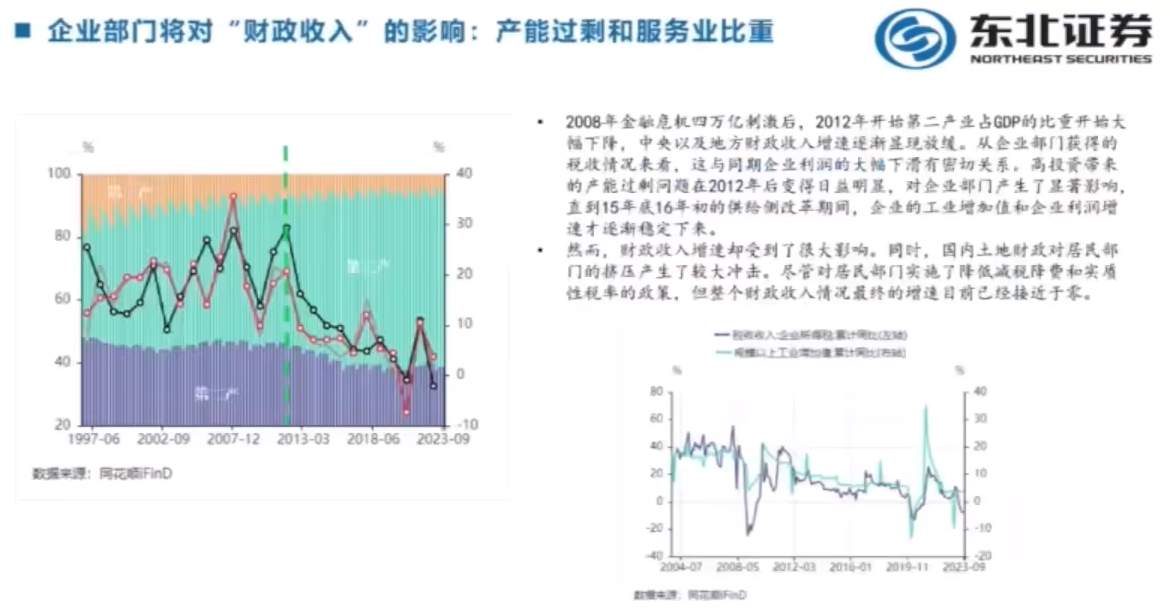 ■ 企业部门将对“财政收入”的影响：产能过剩和服务业比重
东北证券
NORTHEAST SECURITIES
%
%
100
80
60
40
20
40
30
20
10
0
-10
第二产
1997-06 2002-09 2007-12 2013-03 2018-06 2023-09
数据来源：同花顺iFinD
• 2008年金融危机四万亿刺激后，2012年开始第二产业占GDP的比重开始大
幅下降，中央以及地方财政收入增速逐渐显现放缓。从企业部门获得的
税收情况来看，这与同期企业利润的大幅下滑有密切关系。高投资带来
的产能过剩问题在2012年后变得日益明显，对企业部门产生了显著影响，
直到15年底16年初的供给侧改革期间，企业的工业增加值和企业利润增
速才逐渐稳定下来。
• 然而，财政收入增速却受到了很大影响。同时，国内土地财政对居民部
门的挤压产生了较大冲击。尽管对居民部门实施了降低减税降费和实质
性税率的政策，但整个财政收入情况最终的增速目前已经接近于零。
税收收入:企业所得税:累计同比(左轴)
规模以上工业增加值:累计同比(右轴)
%
%
80
60
40
20
0
-20
-40
40
30
20
10
0
-10
-20
2004-07 2008-05 2012-03 2016-01 2019-11 2023-09
数据来源：同花顺iFinD